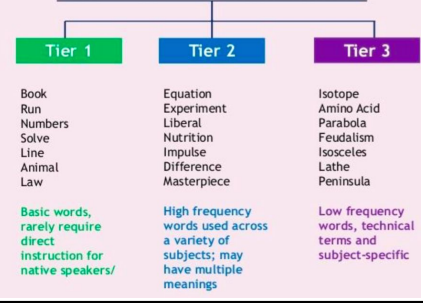 Tier 1
Tier 2
Tier 3
Book
Run
Numbers
Solve
Line
Animal
Law
Equation
Experiment
Liberal
Nutrition
Impulse
Difference
Masterpiece
Isotope
Amino Acid
Parabola
Feudalism
Isosceles
Lathe
Peninsula
Basic words,
rarely require
direct
instruction for
native speakers/
High frequency
words used across
a variety of
subjects; may
have multiple
meanings
Low frequency
words, technical
terms and
subject-specific